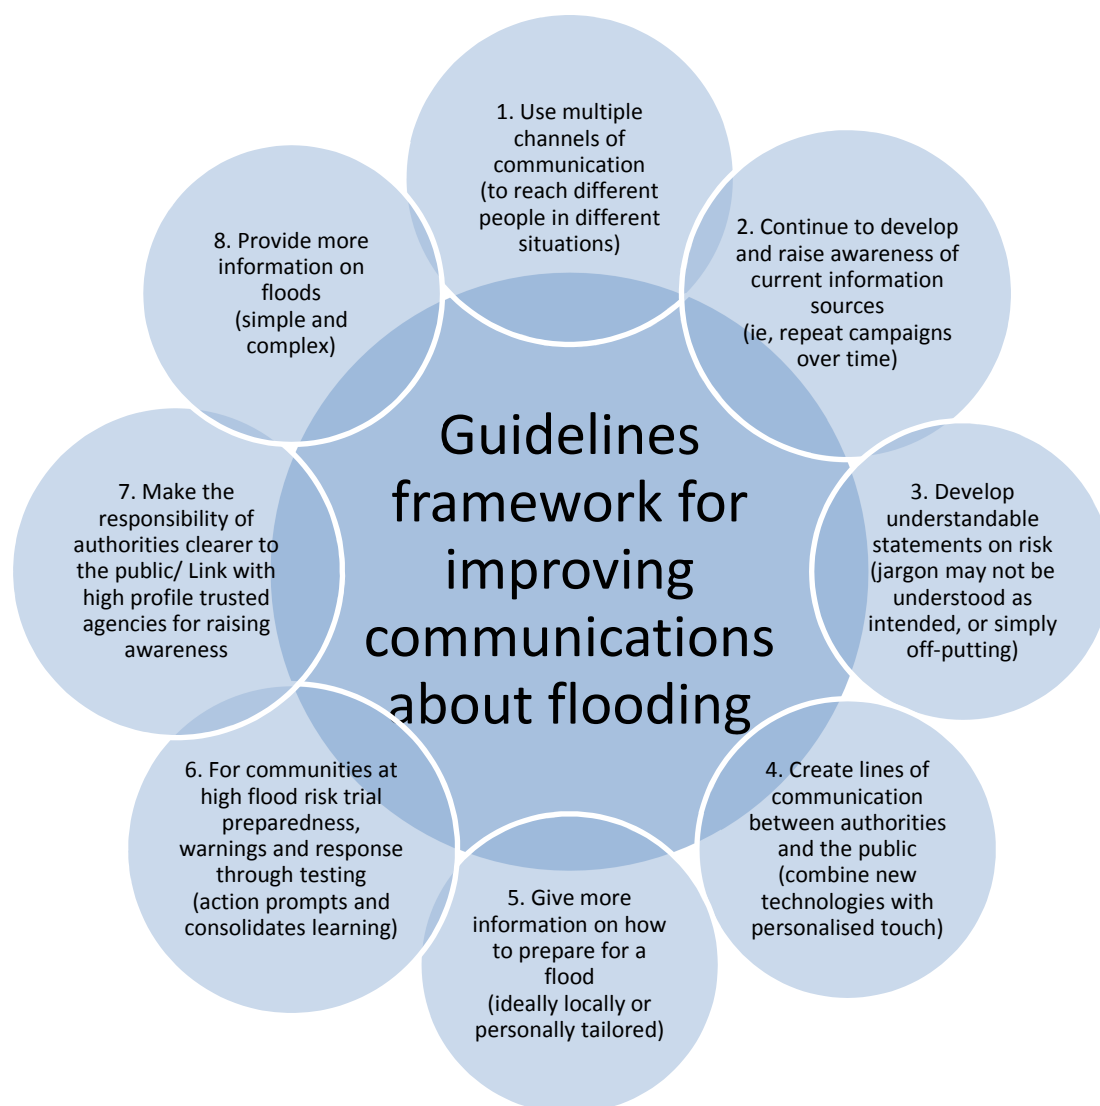 1. Use multiple
channels of
communication
(to reach different
people in different
situations)
2. Continue to develop
and raise awareness of
current information
sources
(ie, repeat campaigns
over time)
3. Develop
understandable
statements on risk
(jargon may not be
understood as
intended, or simply
off-putting)
4. Create lines of
communication
between authorities
and the public
(combine new
technologies with
personalised touch)
5. Give more
information on how
to prepare for a
flood
(ideally locally or
personally tailored)
6. For communities at
high flood risk trial
preparedness,
warnings and response
through testing
(action prompts and
consolidates learning)
7. Make the
responsibility of
authorities clearer to
the public/ Link with
high profile trusted
agencies for raising
awareness
8. Provide more
information on
floods
(simple and
complex)
Guidelines
framework for
improving
communications
about flooding